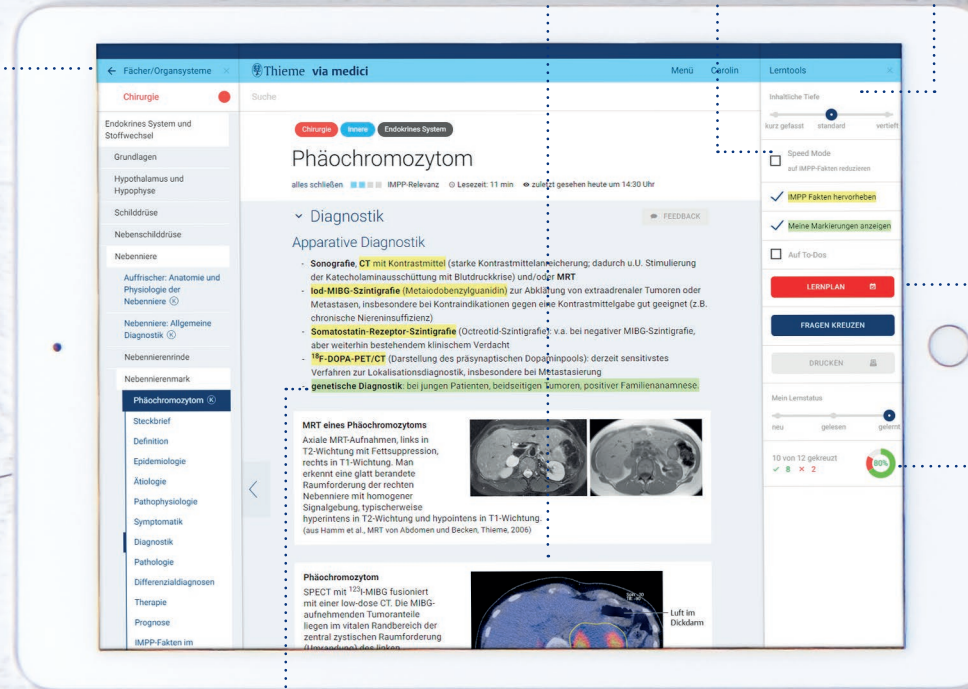 ← Fächer/Organsysteme ×
Chirurgie
Endokrines System und
Stoffwechsel
Grundlagen
Hypothalamus und
Hypophyse
Schilddrüse
Nebenschilddrüse
Nebenniere
Auffrischer: Anatomie und
Physiologie der
Nebenniere Ⓚ
Nebenniere: Allgemeine
Diagnostik Ⓚ
Nebennierenrinde
Nebennierenmark
Phäochromozytom Ⓚ
Steckbrief
Definition
Epidemiologie
Ätiologie
Pathophysiologie
Symptomatik
Diagnostik
Pathologie
Differenzialdiagnosen
Therapie
Prognose
IMPP-Fakten im
Thieme via medici
Menü Carolin
Suche
Chirurgie Innere Endokrines System
Phäochromozytom
alles schließen IMPP-Relevanz Lesezeit: 11 min zuletzt gesehen heute um 14:30 Uhr
Diagnostik
FEEDBACK
Apparative Diagnostik
- Sonografie, CT mit Kontrastmittel (starke Kontrastmittelanreicherung; dadurch u.U. Stimulierung
der Katecholaminausschüttung mit Blutdruckkrise) und/oder MRT
- Iod-MIBG-Szintigrafie (Metaiodobenzylguanidin) zur Abklärung von extraadrenaler Tumoren oder
Metastasen, insbesondere bei Kontraindikationen gegen eine Kontrastmittelgabe gut geeignet (z.B.
chronische Niereninsuffizienz)
- Somatostatin-Rezeptor-Szintigrafie (Octreotid-Szintigrafie): v.a. bei negativer MIBG-Szintigrafie,
aber weiterhin bestehendem klinischem Verdacht
- ¹⁸F-DOPA-PET/CT (Darstellung des präsynaptischen Dopaminpools): derzeit sensitivstes
Verfahren zur Lokalisationsdiagnostik, insbesondere bei Metastasierung
- genetische Diagnostik: bei jungen Patienten, beidseitigen Tumoren, positiver Familienanamnese.
MRT eines Phäochromozytoms
Axiale MRT-Aufnahmen, links in
T2-Wichtung mit Fettsuppression,
rechts in T1-Wichtung. Man
erkennt eine glatt berandete
Raumforderung der rechten
Nebenniere mit homogener
Signalgebung, typischerweise
hyperintens in T2-Wichtung und hypointens in T1-Wichtung.
(aus Hamm et al., MRT von Abdomen und Becken, Thieme, 2006)
Phäochromozytom
SPECT mit ¹²³I-MIBG fusioniert
mit einer low-dose CT. Die MIBG-
aufnehmenden Tumoranteile
liegen im vitalen Randbereich der
zentral zystischen Raumforderung
(Umrandung) des linken
Luft im
Dickdarm
Lerntools ×
Inhaltliche Tiefe
kurz gefasst standard vertieft
Speed Mode
auf IMPP-Fakten reduzieren
IMPP Fakten hervorheben
Meine Markierungen anzeigen
Auf To-Dos
LERNPLAN
FRAGEN KREUZEN
DRUCKEN
Mein Lernstatus
neu gelesen gelernt
10 von 12 gekreuzt
✓ 8 × 2
80%